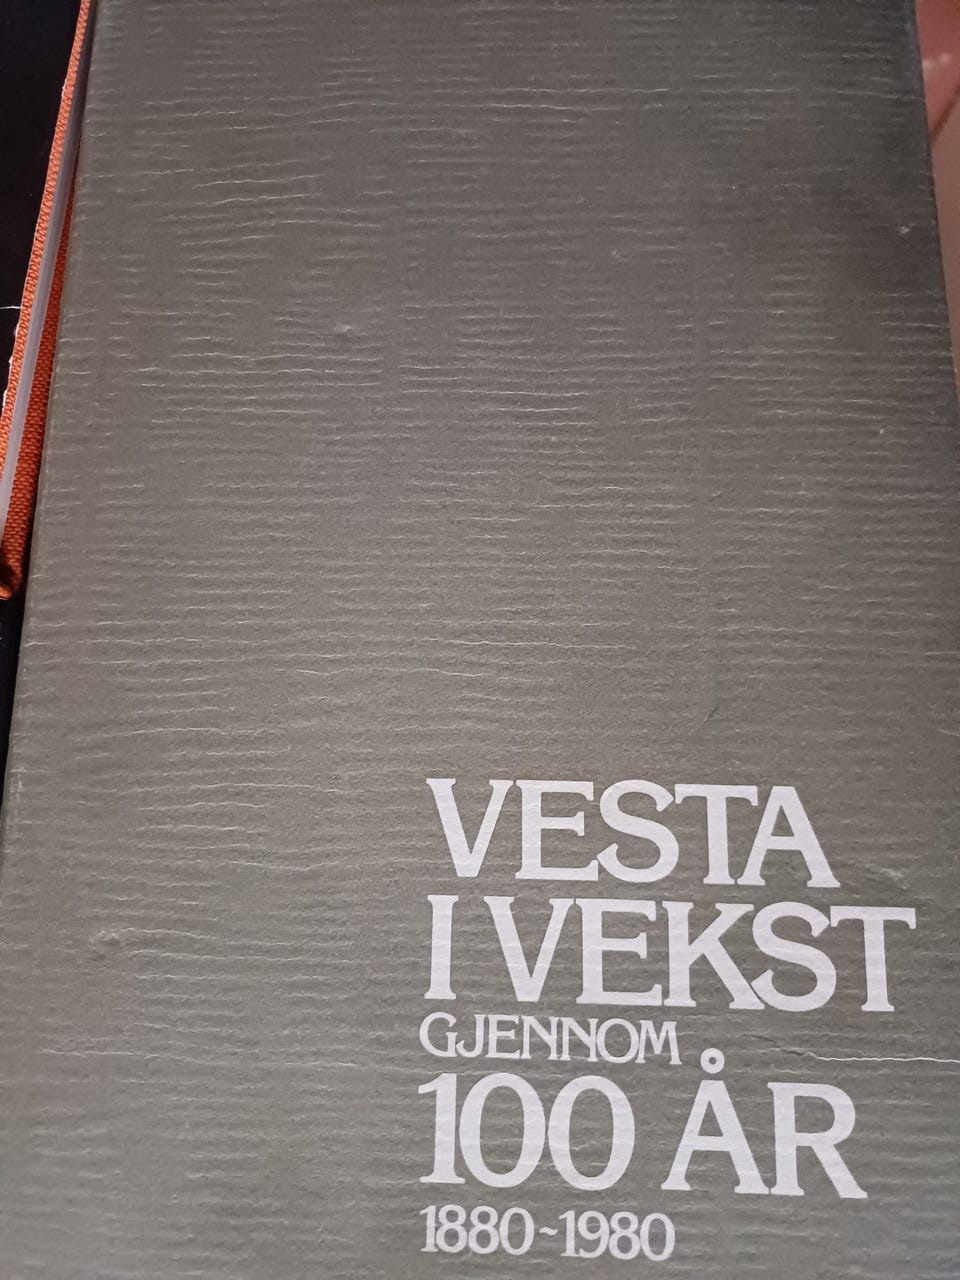 VESTA
I VEKST
GJENNOM
100 ÅR
1880~1980